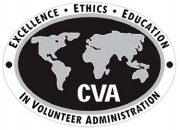 EXCELLENCE • ETHICS • EDUCATION
CVA
IN VOLUNTEER ADMINISTRATION